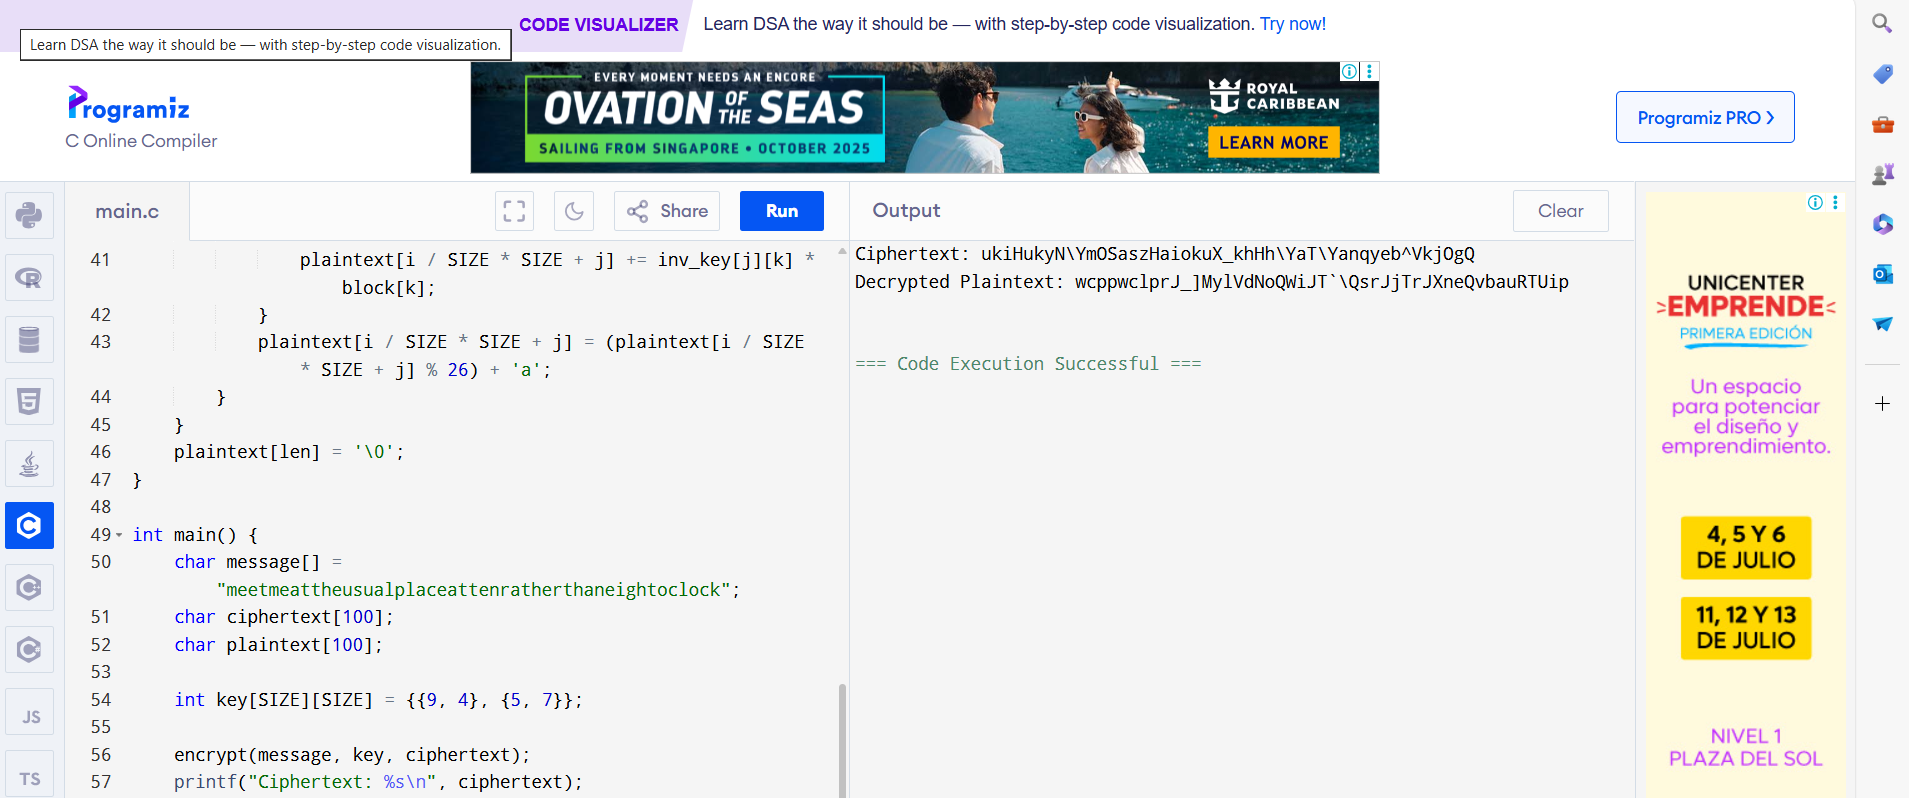 CODE VISUALIZER
Learn DSA the way it should be — with step-by-step code visualization. Try now!
Learn DSA the way it should be — with step-by-step code visualization.
Programiz
C Online Compiler
EVERY MOMENT NEEDS AN ENCORE
OVATION OF THE SEAS
SAILING FROM SINGAPORE • OCTOBER 2025
ROYAL
CARIBBEAN
LEARN MORE
Programiz PRO ❯
main.c
Share
Run
Output
Clear
41 plaintext[i / SIZE * SIZE + j] += inv_key[j][k] *
block[k];
42 }
43 plaintext[i / SIZE * SIZE + j] = (plaintext[i / SIZE
* SIZE + j] % 26) + 'a';
44 }
45 }
46 plaintext[len] = '\0';
47 }
48
49 int main() {
50 char message[] =
"meetmeattheusualplaceattenratherthaneightoclock";
51 char ciphertext[100];
52 char plaintext[100];
53
54 int key[SIZE][SIZE] = {{9, 4}, {5, 7}};
55
56 encrypt(message, key, ciphertext);
57 printf("Ciphertext: %s\n", ciphertext);
Ciphertext: ukiHukyN\YmOSaszHaiokuX_khHh\YaT\Yanqyeb^VkjOgQ
Decrypted Plaintext: wcppwclprJ_]MylVdNoQWiJT`\QsrJjTrJXneQvbauRTUip
=== Code Execution Successful ===
JS
TS
UNICENTER
EMPRENDE
PRIMERA EDICIÓN
Un espacio
para potenciar
el diseño y
emprendimiento.
4, 5 Y 6
DE JULIO
11, 12 Y 13
DE JULIO
NIVEL 1
PLAZA DEL SOL